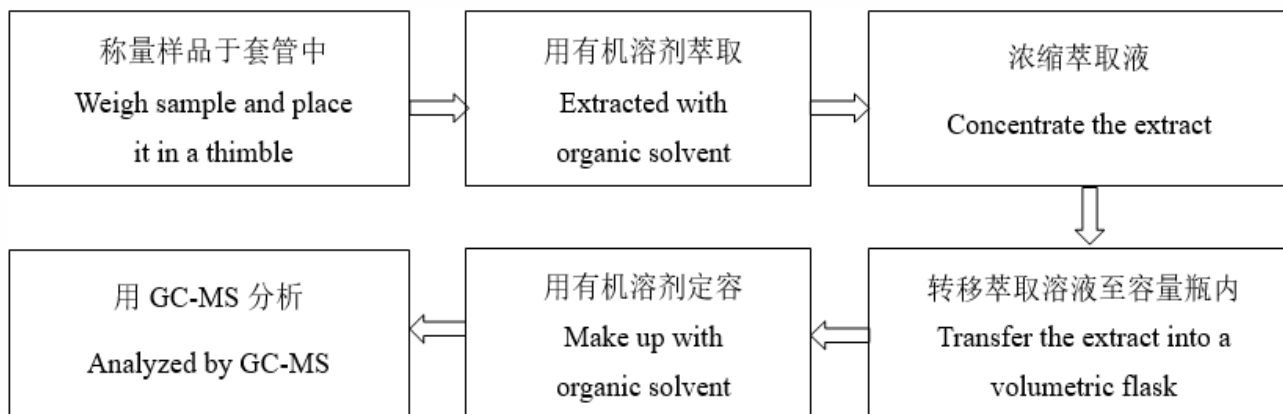 称量样品于套管中
Weigh sample and place
it in a thimble
用有机溶剂萃取
Extracted with
organic solvent
浓缩萃取液
Concentrate the extract
转移萃取溶液至容量瓶内
Transfer the extract into a
volumetric flask
用有机溶剂定容
Make up with
organic solvent
用 GC-MS 分析
Analyzed by GC-MS